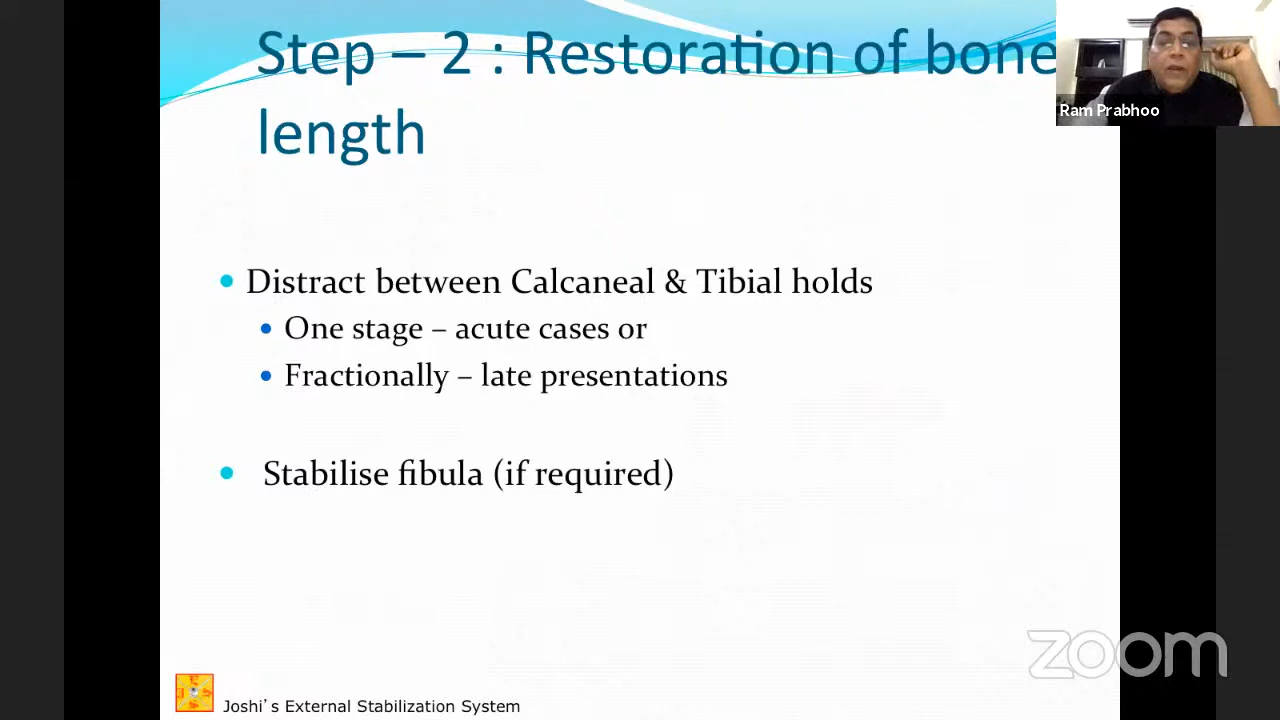 Step – 2 : Restoration of bone
length
Ram Prabhoo
• Distract between Calcaneal & Tibial holds
• One stage – acute cases or
• Fractionally – late presentations
• Stabilise fibula (if required)
zoom
Joshi's External Stabilization System